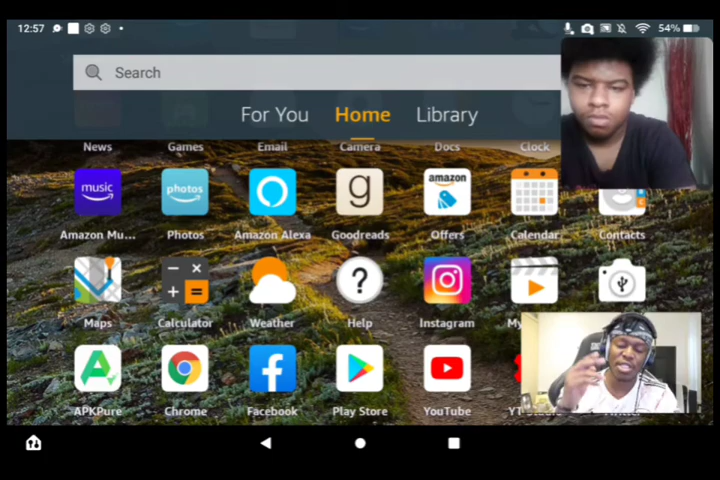 12:57 54%
Search
For You Home Library
News Games Email Camera Docs Clock
music photos g amazon
Amazon Mu... Photos Amazon Alexa Goodreads Offers Calendar Contacts
− × + = ?
Maps Calculator Weather Help Instagram My
APKPure Chrome Facebook Play Store YouTube